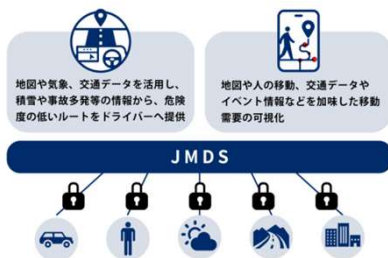 地図や気象、交通データを活用し、
積雪や事故多発等の情報から、危険
度の低いルートをドライバーへ提供
地図や人の移動、交通データや
イベント情報などを加味した移動
需要の可視化
JMDS